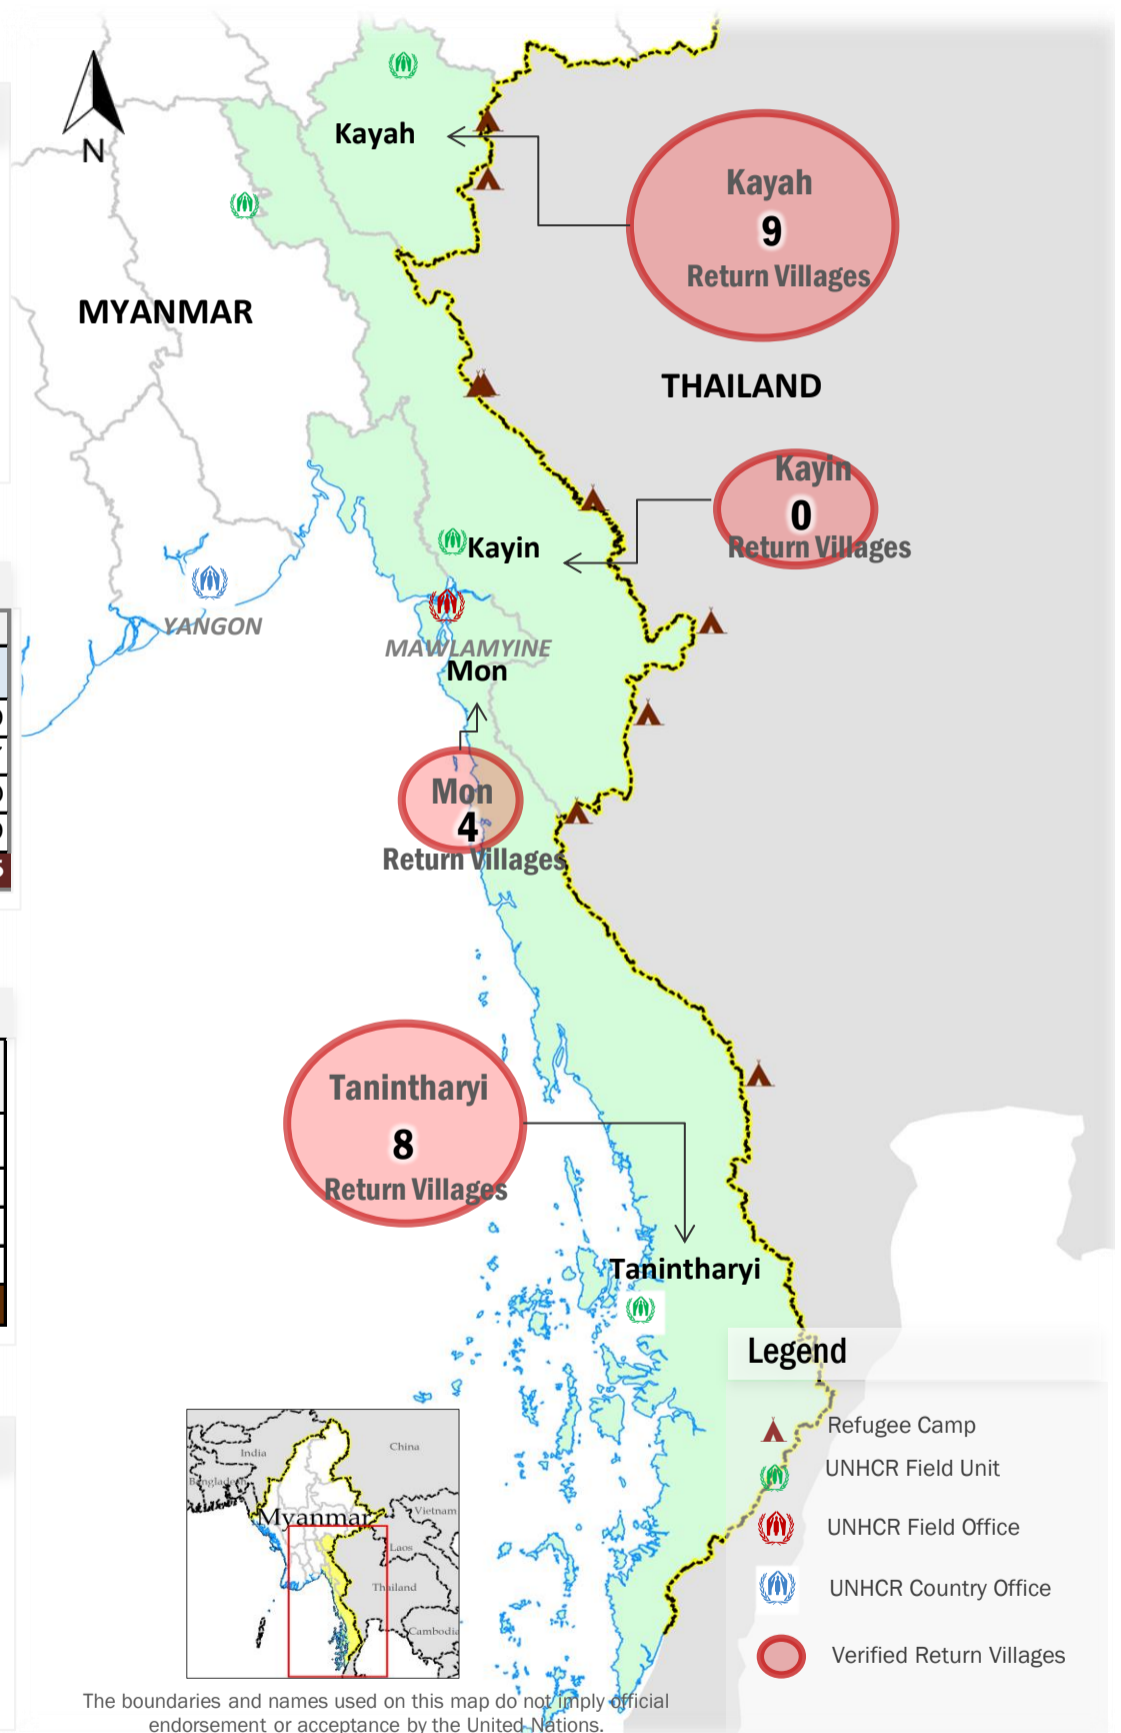 N
Kayah
Kayah
9
Return Villages
MYANMAR
THAILAND
Kayin
0
Return Villages
Kayin
YANGON
MAWLAMYINE
Mon
Mon
4
Return Villages
Tanintharyi
8
Return Villages
Tanintharyi
Legend
Refugee Camp
UNHCR Field Unit
UNHCR Field Office
UNHCR Country Office
Verified Return Villages
India
China
Bangladesh
Myanmar
Vietnam
Laos
Thailand
Cambodia
The boundaries and names used on this map do not imply official
endorsement or acceptance by the United Nations.